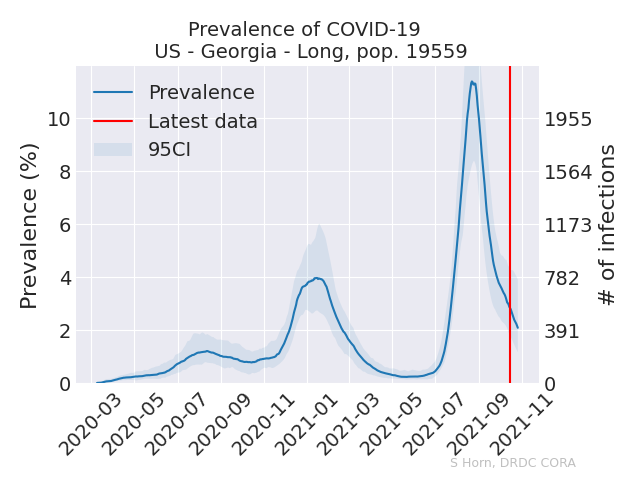 Prevalence of COVID-19
US - Georgia - Long, pop. 19559
Prevalence
Latest data
95CI
Prevalence (%)
10
8
6
4
2
0
1955
1564
1173
782
391
0
# of infections
2020-03
2020-05
2020-07
2020-09
2020-11
2021-01
2021-03
2021-05
2021-07
2021-09
2021-11
S Horn, DRDC CORA